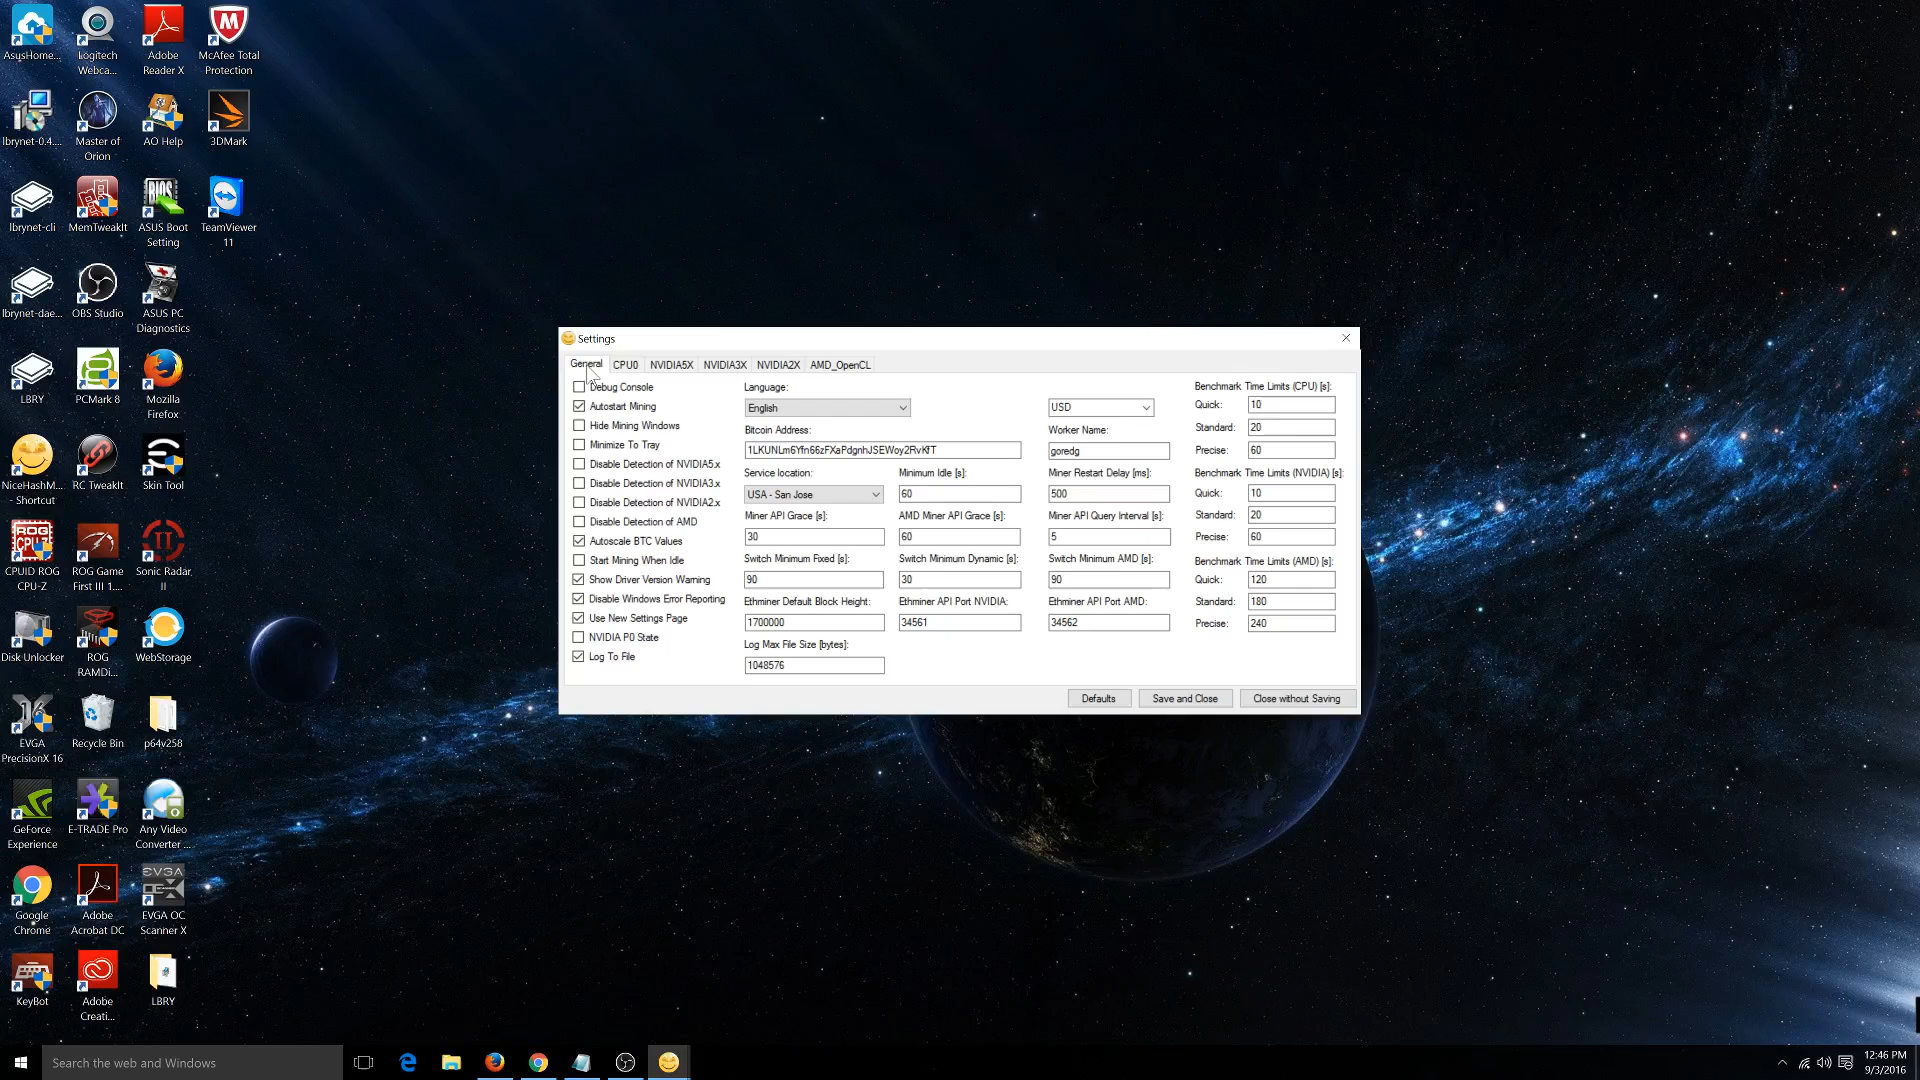 AsusHome...
Logitech Webca...
Adobe Reader X
McAfee Total Protection
lbrynet-0.4....
Master of Orion
AO Help
3DMark
lbrynet-cli
MemTweakIt
ASUS Boot Setting
TeamViewer 11
lbrynet-dae...
OBS Studio
ASUS PC Diagnostics
LBRY
PCMark 8
Mozilla Firefox
NiceHashM... - Shortcut
RC TweakIt
Skin Tool
CPUID ROG CPU-Z
ROG Game First III 1....
Sonic Radar II
Disk Unlocker
ROG RAMDi...
WebStorage
EVGA PrecisionX 16
Recycle Bin
p64v258
GeForce Experience
E-TRADE Pro
Any Video Converter ...
Google Chrome
Adobe Acrobat DC
EVGA OC Scanner X
KeyBot
Adobe Creati...
LBRY
Settings
General CPU0 NVIDIA5X NVIDIA3X NVIDIA2X AMD_OpenCL
Debug Console
Autostart Mining
Hide Mining Windows
Minimize To Tray
Disable Detection of NVIDIA5.x
Disable Detection of NVIDIA3.x
Disable Detection of NVIDIA2.x
Disable Detection of AMD
Autoscale BTC Values
Start Mining When Idle
Show Driver Version Warning
Disable Windows Error Reporting
Use New Settings Page
NVIDIA P0 State
Log To File
Language:
English
USD
Bitcoin Address:
Worker Name:
1LKUNLm6Yfn66zFXaPdgnhJSEWoy2RvKfT
goredg
Service location:
Minimum Idle [s]:
Miner Restart Delay [ms]:
USA - San Jose
60
500
Miner API Grace [s]:
AMD Miner API Grace [s]:
Miner API Query Interval [s]:
30
60
5
Switch Minimum Fixed [s]:
Switch Minimum Dynamic [s]:
Switch Minimum AMD [s]:
90
30
90
Ethminer Default Block Height:
Ethminer API Port NVIDIA:
Ethminer API Port AMD:
1700000
34561
34562
Log Max File Size [bytes]:
1048576
Benchmark Time Limits (CPU) [s]:
Quick: 10
Standard: 20
Precise: 60
Benchmark Time Limits (NVIDIA) [s]:
Quick: 10
Standard: 20
Precise: 60
Benchmark Time Limits (AMD) [s]:
Quick: 120
Standard: 180
Precise: 240
Defaults
Save and Close
Close without Saving
Search the web and Windows
12:46 PM
9/3/2016